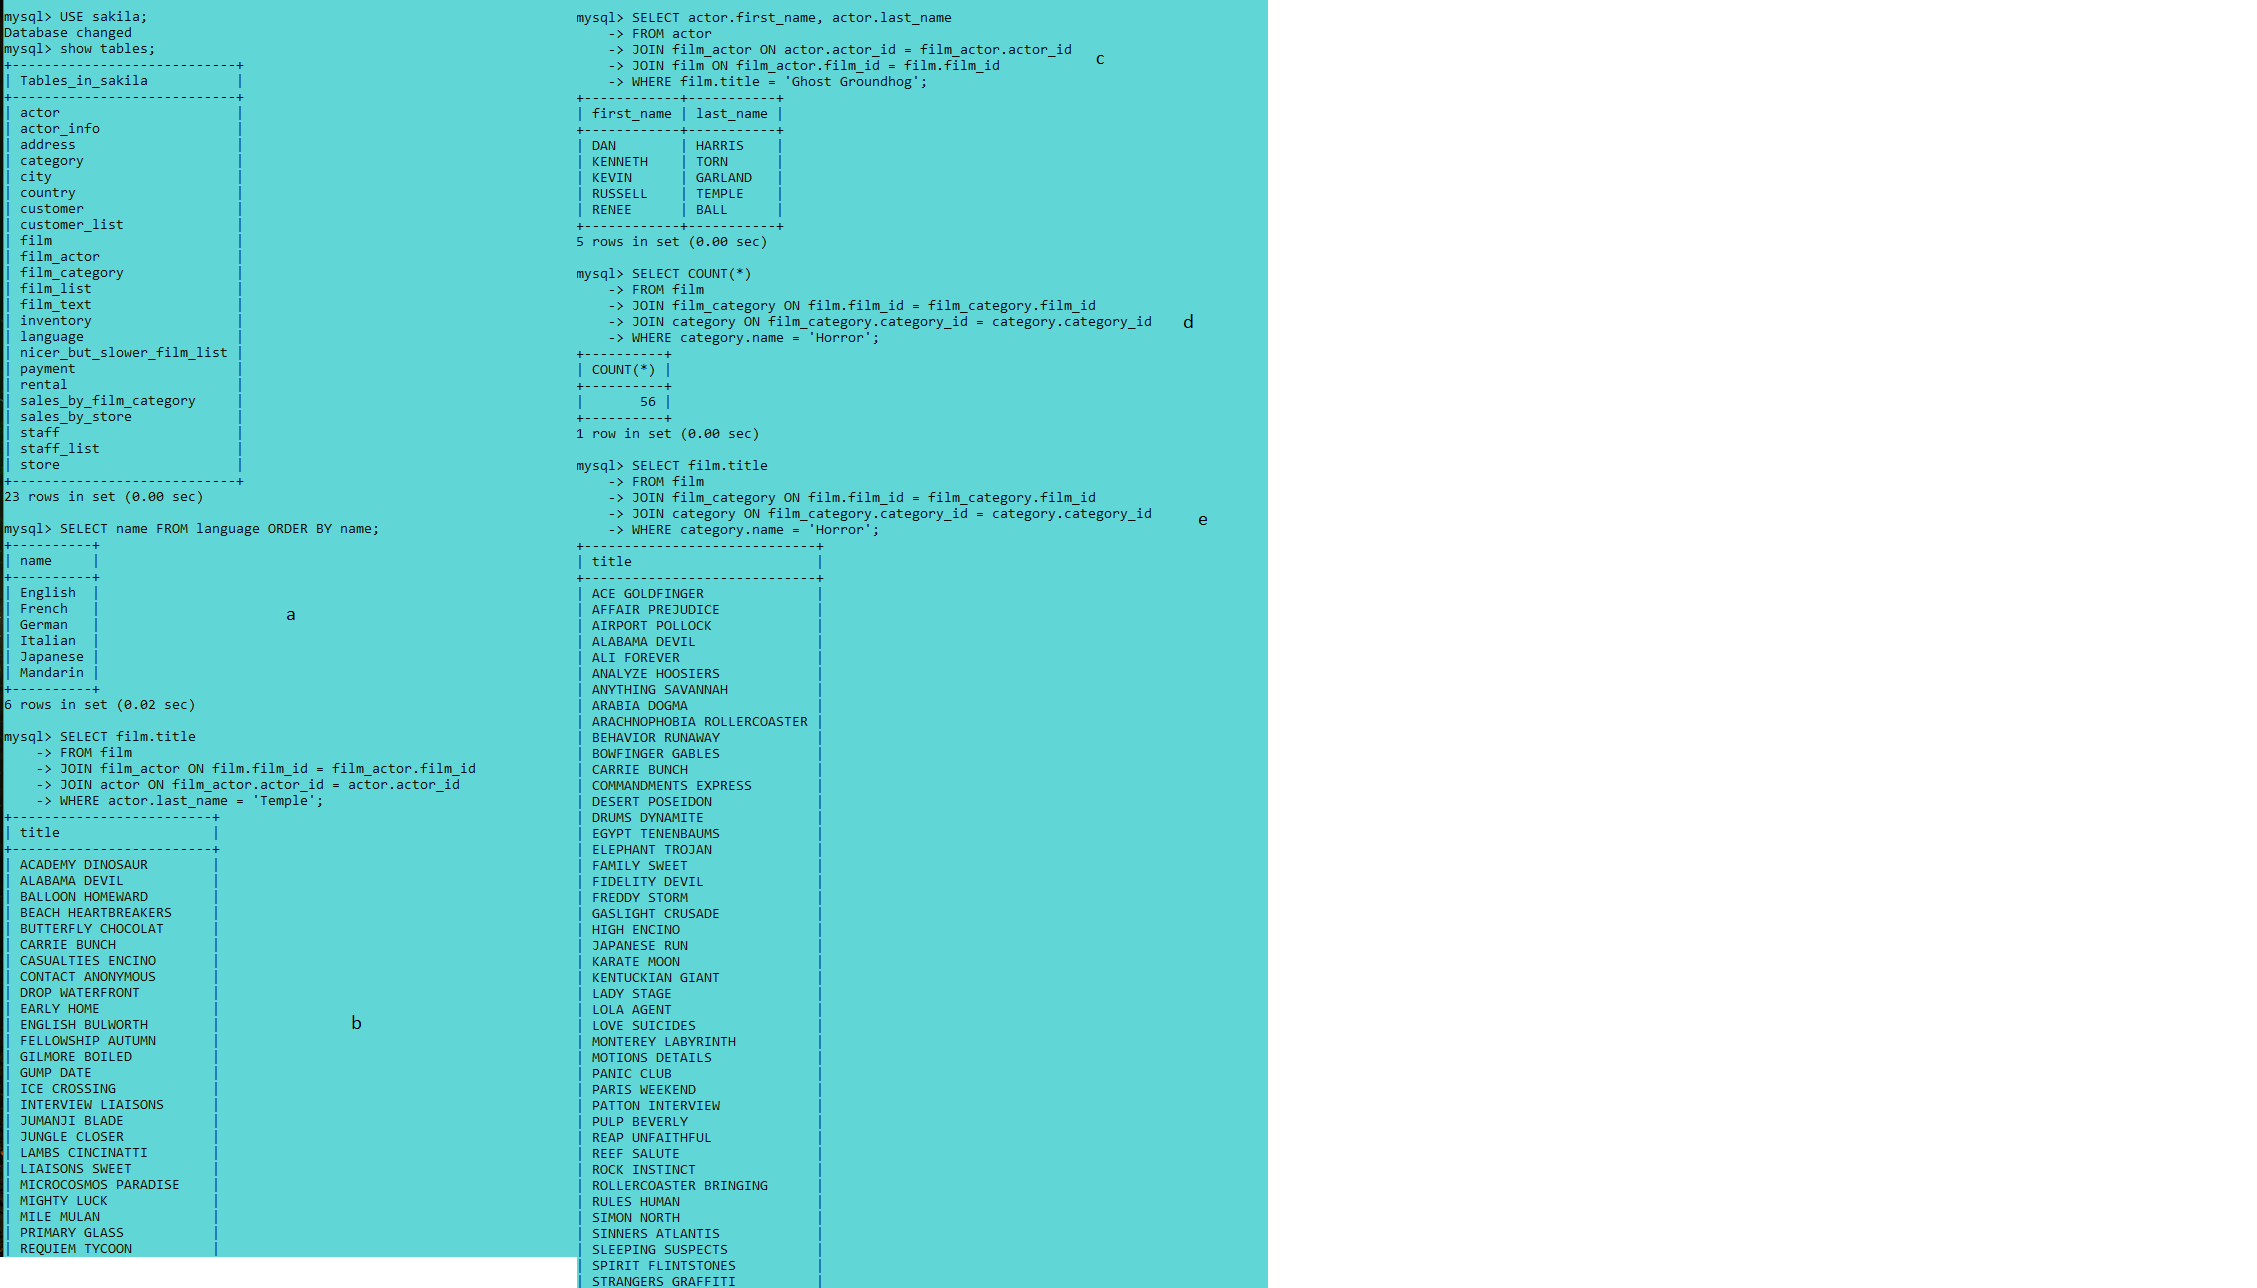 mysql> USE sakila;
Database changed
mysql> show tables;
+----------------------------+
| Tables_in_sakila           |
+----------------------------+
| actor                      |
| actor_info                 |
| address                    |
| category                   |
| city                       |
| country                    |
| customer                   |
| customer_list              |
| film                       |
| film_actor                 |
| film_category              |
| film_list                  |
| film_text                  |
| inventory                  |
| language                   |
| nicer_but_slower_film_list |
| payment                    |
| rental                     |
| sales_by_film_category     |
| sales_by_store             |
| staff                      |
| staff_list                 |
| store                      |
+----------------------------+
23 rows in set (0.00 sec)
mysql> SELECT name FROM language ORDER BY name;
+----------+
| name     |
+----------+
| English  |
| French   |
| German   |
| Italian  |
| Japanese |
| Mandarin |
+----------+
6 rows in set (0.02 sec)
a
mysql> SELECT film.title
    -> FROM film
    -> JOIN film_actor ON film.film_id = film_actor.film_id
    -> JOIN actor ON film_actor.actor_id = actor.actor_id
    -> WHERE actor.last_name = 'Temple';
+-------------------------+
| title                   |
+-------------------------+
| ACADEMY DINOSAUR        |
| ALABAMA DEVIL           |
| BALLOON HOMEWARD        |
| BEACH HEARTBREAKERS     |
| BUTTERFLY CHOCOLAT      |
| CARRIE BUNCH            |
| CASUALTIES ENCINO       |
| CONTACT ANONYMOUS       |
| DROP WATERFRONT         |
| EARLY HOME              |
| ENGLISH BULWORTH        |
| FELLOWSHIP AUTUMN       |
| GILMORE BOILED          |
| GUMP DATE               |
| ICE CROSSING            |
| INTERVIEW LIAISONS      |
| JUMANJI BLADE           |
| JUNGLE CLOSER           |
| LAMBS CINCINATTI        |
| LIAISONS SWEET          |
| MICROCOSMOS PARADISE    |
| MIGHTY LUCK             |
| MILE MULAN              |
| PRIMARY GLASS           |
| REQUIEM TYCOON          |
b
mysql> SELECT actor.first_name, actor.last_name
    -> FROM actor
    -> JOIN film_actor ON actor.actor_id = film_actor.actor_id
    -> JOIN film ON film_actor.film_id = film.film_id
    -> WHERE film.title = 'Ghost Groundhog';
c
+------------+-----------+
| first_name | last_name |
+------------+-----------+
| DAN        | HARRIS    |
| KENNETH    | TORN      |
| KEVIN      | GARLAND   |
| RUSSELL    | TEMPLE    |
| RENEE      | BALL      |
+------------+-----------+
5 rows in set (0.00 sec)
mysql> SELECT COUNT(*)
    -> FROM film
    -> JOIN film_category ON film.film_id = film_category.film_id
    -> JOIN category ON film_category.category_id = category.category_id
    -> WHERE category.name = 'Horror';
d
+----------+
| COUNT(*) |
+----------+
|       56 |
+----------+
1 row in set (0.00 sec)
mysql> SELECT film.title
    -> FROM film
    -> JOIN film_category ON film.film_id = film_category.film_id
    -> JOIN category ON film_category.category_id = category.category_id
    -> WHERE category.name = 'Horror';
e
+-----------------------------+
| title                       |
+-----------------------------+
| ACE GOLDFINGER              |
| AFFAIR PREJUDICE            |
| AIRPORT POLLOCK             |
| ALABAMA DEVIL               |
| ALI FOREVER                 |
| ANALYZE HOOSIERS            |
| ANYTHING SAVANNAH           |
| ARABIA DOGMA                |
| ARACHNOPHOBIA ROLLERCOASTER |
| BEHAVIOR RUNAWAY            |
| BOWFINGER GABLES            |
| CARRIE BUNCH                |
| COMMANDMENTS EXPRESS        |
| DESERT POSEIDON             |
| DRUMS DYNAMITE              |
| EGYPT TENENBAUMS            |
| ELEPHANT TROJAN             |
| FAMILY SWEET                |
| FIDELITY DEVIL              |
| FREDDY STORM                |
| GASLIGHT CRUSADE            |
| HIGH ENCINO                 |
| JAPANESE RUN                |
| KARATE MOON                 |
| KENTUCKIAN GIANT            |
| LADY STAGE                  |
| LOLA AGENT                  |
| LOVE SUICIDES               |
| MONTEREY LABYRINTH          |
| MOTIONS DETAILS             |
| PANIC CLUB                  |
| PARIS WEEKEND               |
| PATTON INTERVIEW            |
| PULP BEVERLY                |
| REAP UNFAITHFUL             |
| REEF SALUTE                 |
| ROCK INSTINCT               |
| ROLLERCOASTER BRINGING      |
| RULES HUMAN                 |
| SIMON NORTH                 |
| SINNERS ATLANTIS            |
| SLEEPING SUSPECTS           |
| SPIRIT FLINTSTONES          |
| STRANGERS GRAFFITI          |